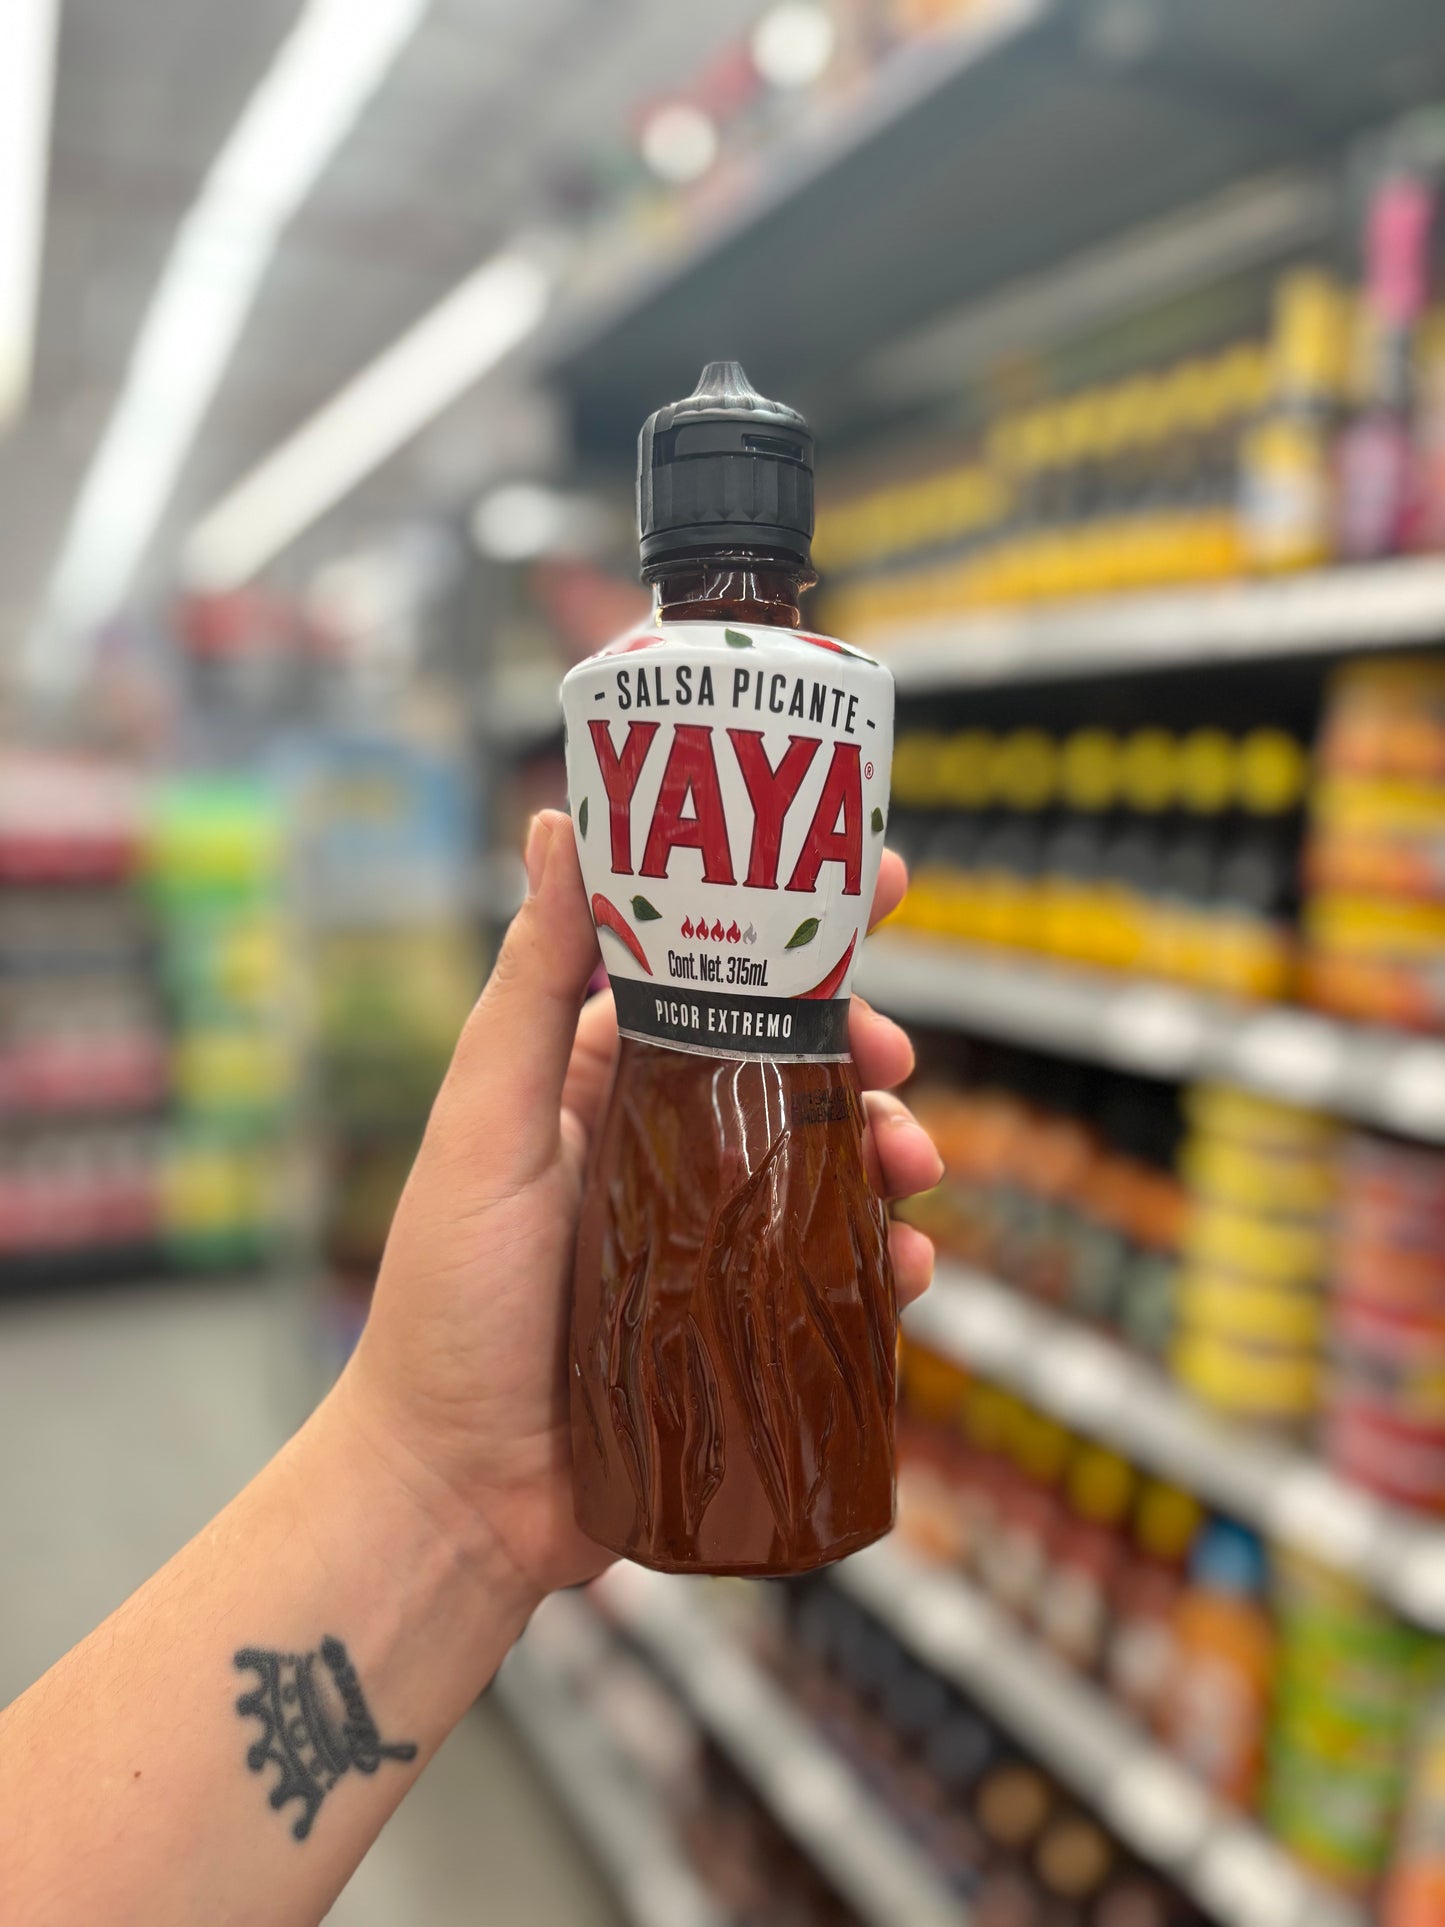 - SALSA PICANTE -
YAYA®
Cont. Net. 315mL
PICOR EXTREMO